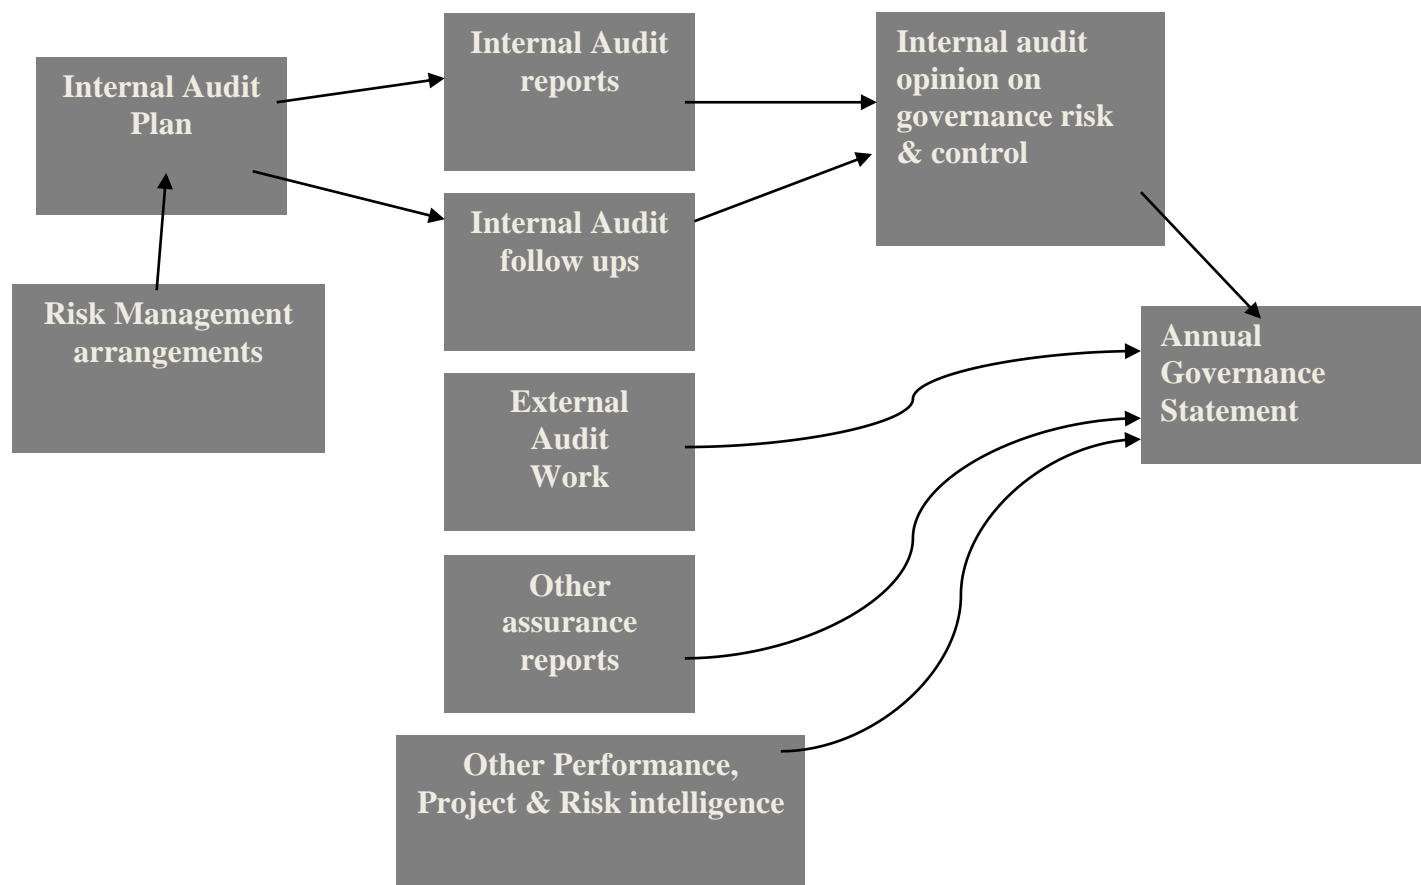 Internal Audit
Plan
Risk Management
arrangements
Internal Audit
reports
Internal Audit
follow ups
External
Audit
Work
Other
assurance
reports
Other Performance,
Project & Risk intelligence
Internal audit
opinion on
governance risk
& control
Annual
Governance
Statement